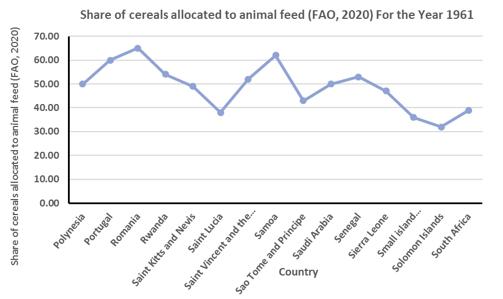 Share of cereals allocated to animal feed (FAO, 2020) For the Year 1961
Share of cereals allocated to animal feed (FAO, 2020)
70.00
60.00
50.00
40.00
30.00
20.00
10.00
0.00
Polynesia
Portugal
Romania
Rwanda
Saint Kitts and Nevis
Saint Lucia
Saint Vincent and the...
Samoa
Sao Tome and Principe
Saudi Arabia
Senegal
Sierra Leone
Small island...
Solomon Islands
South Africa
Country